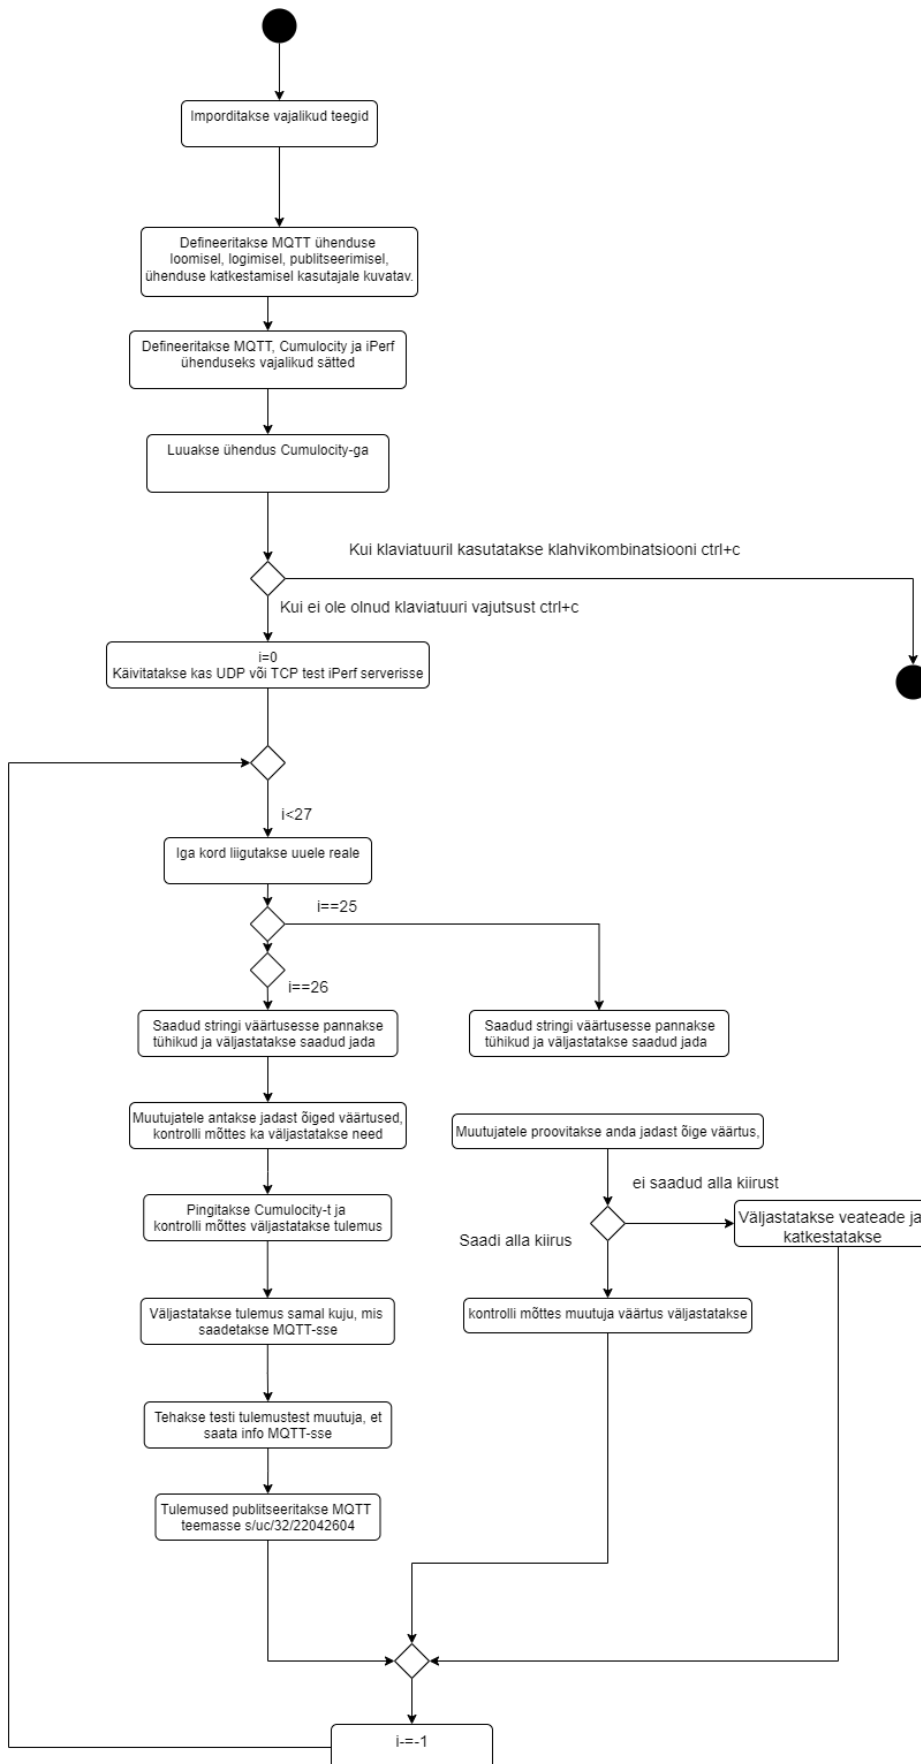 Imporditakse vajalikud teegid
Defineeritakse MQTT ühenduse
loomisel, logimisel, publitseerimisel,
ühenduse katkestamisel kasutajale kuvatav.
Defineeritakse MQTT, Cumulocity ja iPerf
ühenduseks vajalikud sätted
Luuakse ühendus Cumulocity-ga
Kui klaviatuuril kasutatakse klahvikombinatsiooni ctrl+c
Kui ei ole olnud klaviatuuri vajutsust ctrl+c
i=0
Käivitatakse kas UDP või TCP test iPerf serverisse
i<27
Iga kord liigutakse uuele reale
i==25
i==26
Saadud stringi väärtusesse pannakse
tühikud ja väljastatakse saadud jada
Saadud stringi väärtusesse pannakse
tühikud ja väljastatakse saadud jada
Muutujatele antakse jadast õiged väärtused,
kontrolli mõttes ka väljastatakse need
Muutujatele proovitakse anda jadast õige väärtus,
ei saadud alla kiirust
Pingitakse Cumulocity-t ja
kontrolli mõttes väljastatakse tulemus
Saadi alla kiirus
Väljastatakse veateade ja
katkestatakse
Väljastatakse tulemus samal kuju, mis
saadetakse MQTT-sse
kontrolli mõttes muutuja väärtus väljastatakse
Tehakse testi tulemustest muutuja, et
saata info MQTT-sse
Tulemused publitseeritakse MQTT
teemasse s/uc/32/22042604
i-=-1